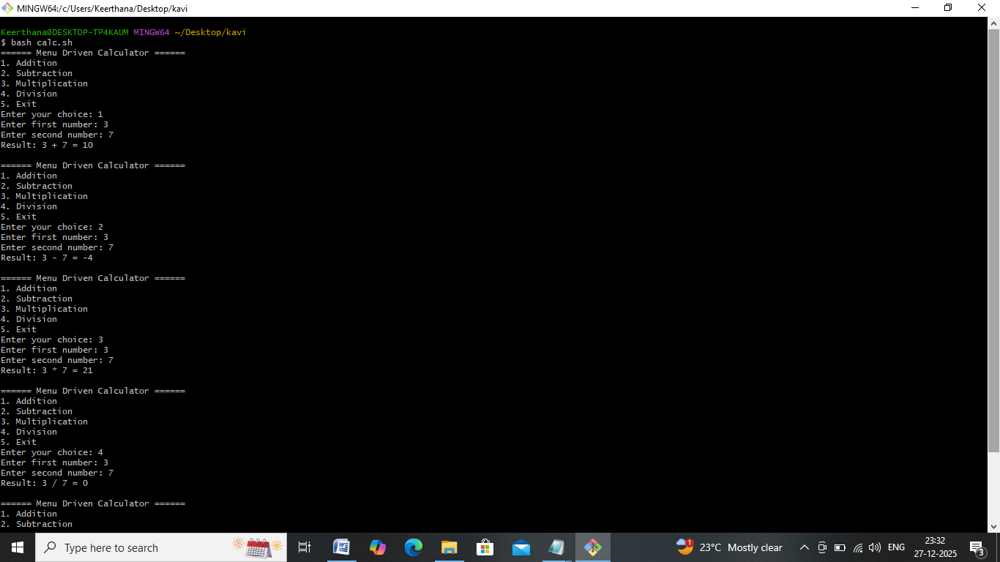 MINGW64:/c/Users/Keerthana/Desktop/kavi
Keerthana@DESKTOP-TP4KAUM MINGW64 ~/Desktop/kavi
$ bash calc.sh
====== Menu Driven Calculator ======
1. Addition
2. Subtraction
3. Multiplication
4. Division
5. Exit
Enter your choice: 1
Enter first number: 3
Enter second number: 7
Result: 3 + 7 = 10
====== Menu Driven Calculator ======
1. Addition
2. Subtraction
3. Multiplication
4. Division
5. Exit
Enter your choice: 2
Enter first number: 3
Enter second number: 7
Result: 3 - 7 = -4
====== Menu Driven Calculator ======
1. Addition
2. Subtraction
3. Multiplication
4. Division
5. Exit
Enter your choice: 3
Enter first number: 3
Enter second number: 7
Result: 3 * 7 = 21
====== Menu Driven Calculator ======
1. Addition
2. Subtraction
3. Multiplication
4. Division
5. Exit
Enter your choice: 4
Enter first number: 3
Enter second number: 7
Result: 3 / 7 = 0
====== Menu Driven Calculator ======
1. Addition
2. Subtraction
Type here to search
1
23°C Mostly clear
ENG
23:32
27-12-2025
3